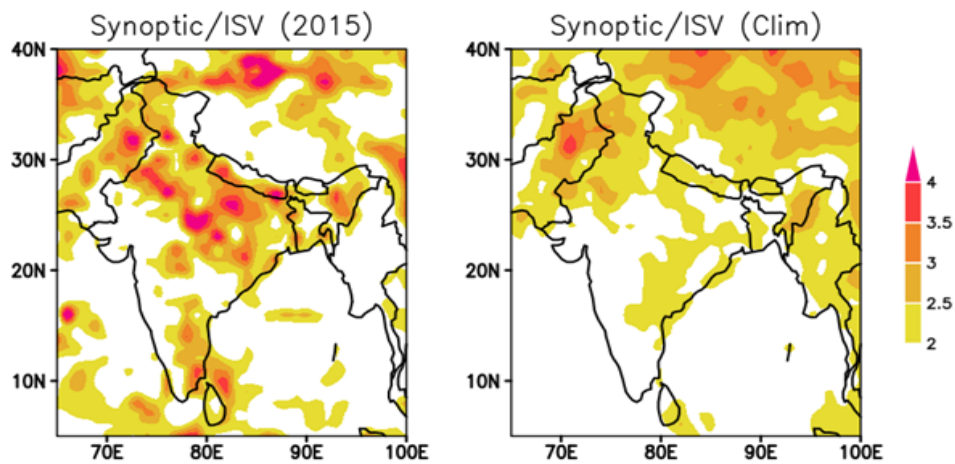 Synoptic/ISV (2015)
Synoptic/ISV (Clim)
40N
30N
20N
10N
70E 80E 90E 100E
40N
30N
20N
10N
70E 80E 90E 100E
4
3.5
3
2.5
2